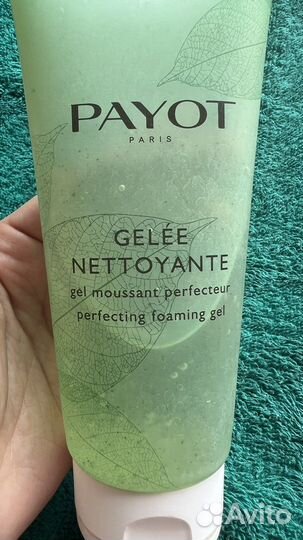 PAYOT
PARIS
GELÉE
NETTOYANTE
gel moussant perfecteur
perfecting foaming gel
Avito